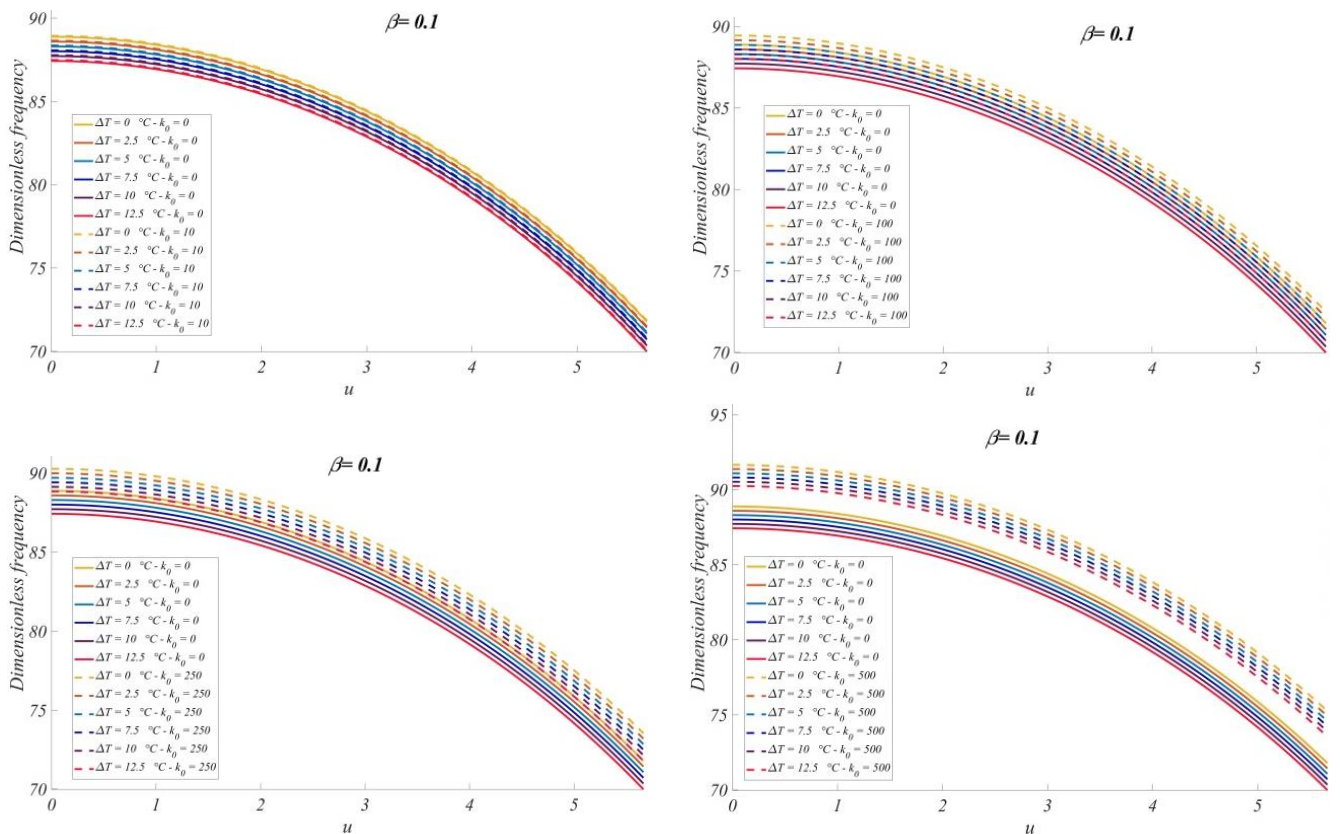 β= 0.1
90
85
80
75
70
Dimensionless frequency
ΔT = 0 °C - k0 = 0
ΔT = 2.5 °C - k0 = 0
ΔT = 5 °C - k0 = 0
ΔT = 7.5 °C - k0 = 0
ΔT = 10 °C - k0 = 0
ΔT = 12.5 °C - k0 = 0
ΔT = 0 °C - k0 = 10
ΔT = 2.5 °C - k0 = 10
ΔT = 5 °C - k0 = 10
ΔT = 7.5 °C - k0 = 10
ΔT = 10 °C - k0 = 10
ΔT = 12.5 °C - k0 = 10
0 1 2 3 4 5
u
β= 0.1
90
85
80
75
70
Dimensionless frequency
ΔT = 0 °C - k0 = 0
ΔT = 2.5 °C - k0 = 0
ΔT = 5 °C - k0 = 0
ΔT = 7.5 °C - k0 = 0
ΔT = 10 °C - k0 = 0
ΔT = 12.5 °C - k0 = 0
ΔT = 0 °C - k0 = 100
ΔT = 2.5 °C - k0 = 100
ΔT = 5 °C - k0 = 100
ΔT = 7.5 °C - k0 = 100
ΔT = 10 °C - k0 = 100
ΔT = 12.5 °C - k0 = 100
0 1 2 3 4 5
u
β= 0.1
90
85
80
75
70
Dimensionless frequency
ΔT = 0 °C - k0 = 0
ΔT = 2.5 °C - k0 = 0
ΔT = 5 °C - k0 = 0
ΔT = 7.5 °C - k0 = 0
ΔT = 10 °C - k0 = 0
ΔT = 12.5 °C - k0 = 0
ΔT = 0 °C - k0 = 250
ΔT = 2.5 °C - k0 = 250
ΔT = 5 °C - k0 = 250
ΔT = 7.5 °C - k0 = 250
ΔT = 10 °C - k0 = 250
ΔT = 12.5 °C - k0 = 250
0 1 2 3 4 5
u
β= 0.1
95
90
85
80
75
70
Dimensionless frequency
ΔT = 0 °C - k0 = 0
ΔT = 2.5 °C - k0 = 0
ΔT = 5 °C - k0 = 0
ΔT = 7.5 °C - k0 = 0
ΔT = 10 °C - k0 = 0
ΔT = 12.5 °C - k0 = 0
ΔT = 0 °C - k0 = 500
ΔT = 2.5 °C - k0 = 500
ΔT = 5 °C - k0 = 500
ΔT = 7.5 °C - k0 = 500
ΔT = 10 °C - k0 = 500
ΔT = 12.5 °C - k0 = 500
0 1 2 3 4 5
u